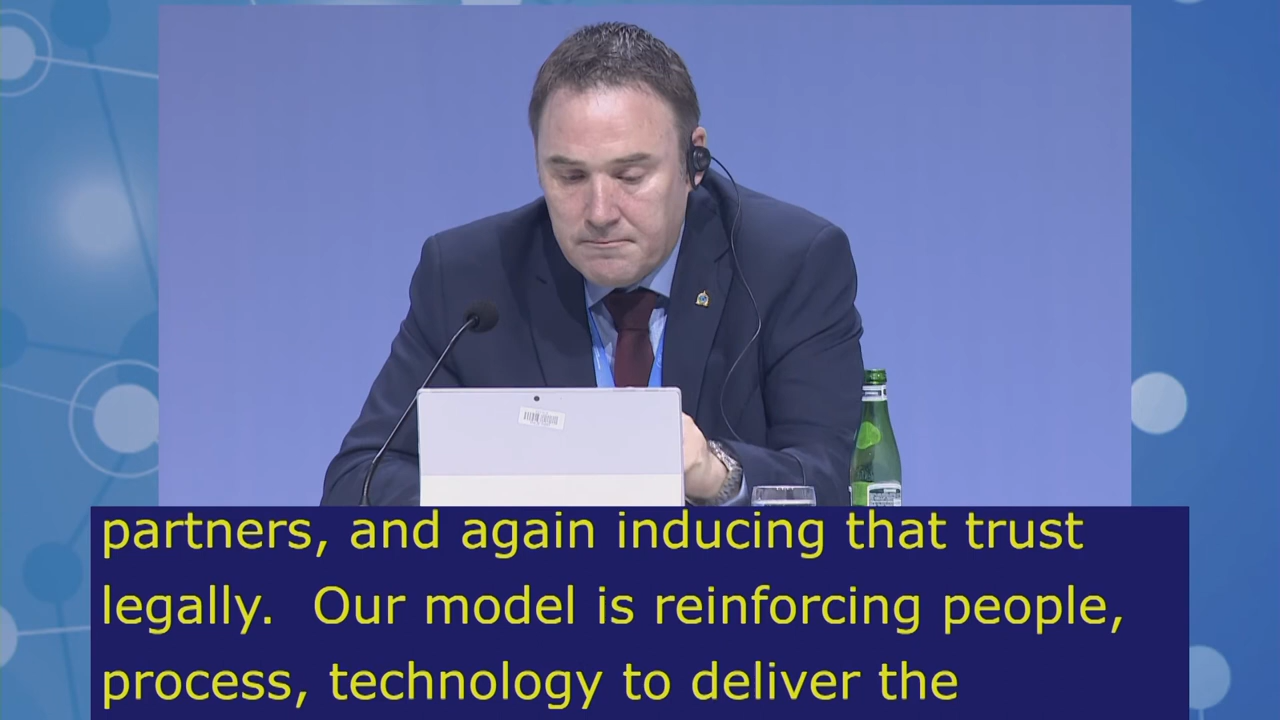 partners, and again inducing that trust
legally.  Our model is reinforcing people,
process, technology to deliver the